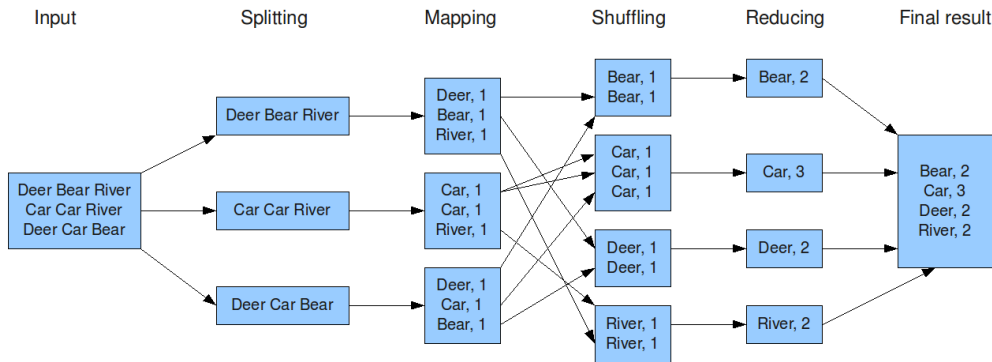 Input
Splitting
Mapping
Shuffling
Reducing
Final result
Deer Bear River
Car Car River
Deer Car Bear
Deer Bear River
Car Car River
Deer Car Bear
Deer, 1
Bear, 1
River, 1
Car, 1
Car, 1
River, 1
Deer, 1
Car, 1
Bear, 1
Bear, 1
Bear, 1
Car, 1
Car, 1
Car, 1
Deer, 1
Deer, 1
River, 1
River, 1
Bear, 2
Car, 3
Deer, 2
River, 2
Bear, 2
Car, 3
Deer, 2
River, 2